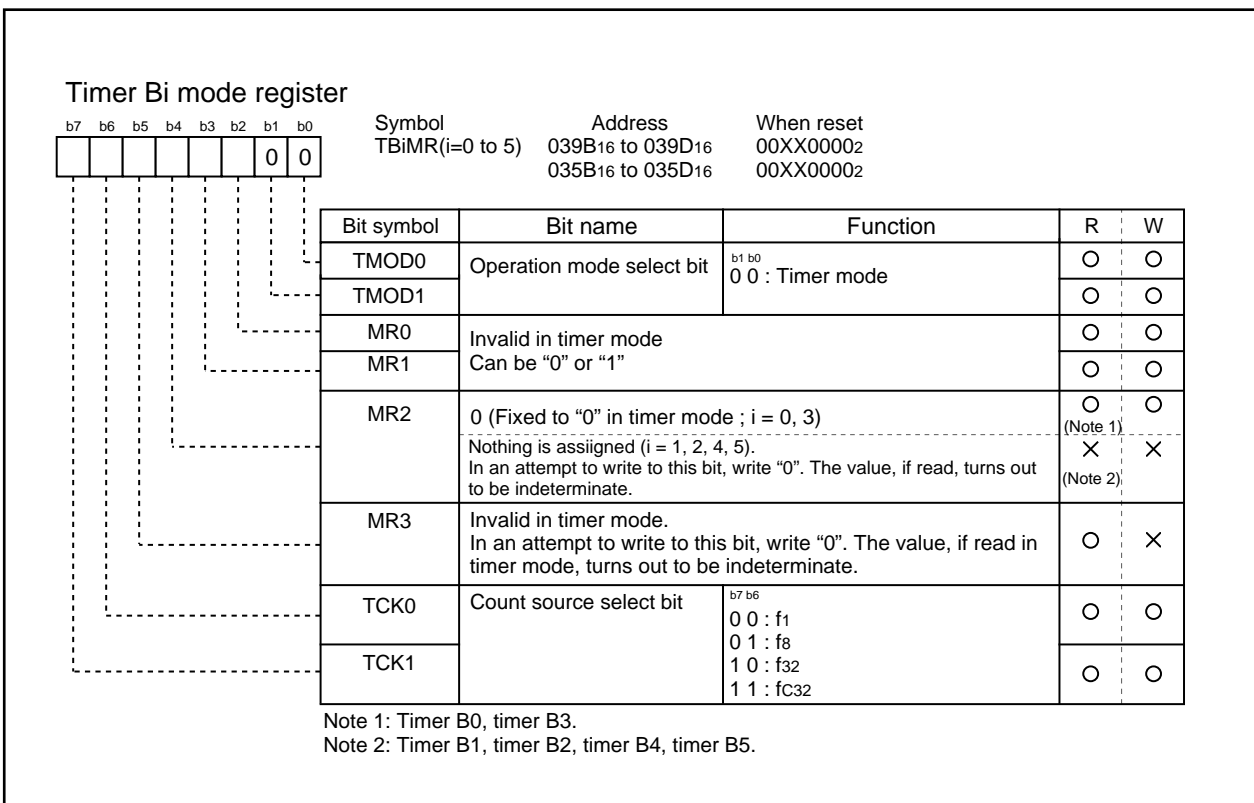 Timer Bi mode register
b7 b6 b5 b4 b3 b2 b1 b0
0 0
Symbol Address When reset
TBiMR(i=0 to 5) 039B16 to 039D16 00XX00002
035B16 to 035D16 00XX00002
Bit symbol Bit name Function R W
TMOD0 Operation mode select bit b1 b0
0 0 : Timer mode
TMOD1
MR0 Invalid in timer mode
MR1 Can be “0” or “1”
MR2 0 (Fixed to “0” in timer mode ; i = 0, 3)
(Note 1)
Nothing is assiigned (i = 1, 2, 4, 5).
In an attempt to write to this bit, write “0”. The value, if read, turns out
to be indeterminate.
(Note 2)
MR3 Invalid in timer mode.
In an attempt to write to this bit, write “0”. The value, if read in
timer mode, turns out to be indeterminate.
TCK0 Count source select bit b7 b6
0 0 : f1
0 1 : f8
TCK1 1 0 : f32
1 1 : fC32
Note 1: Timer B0, timer B3.
Note 2: Timer B1, timer B2, timer B4, timer B5.